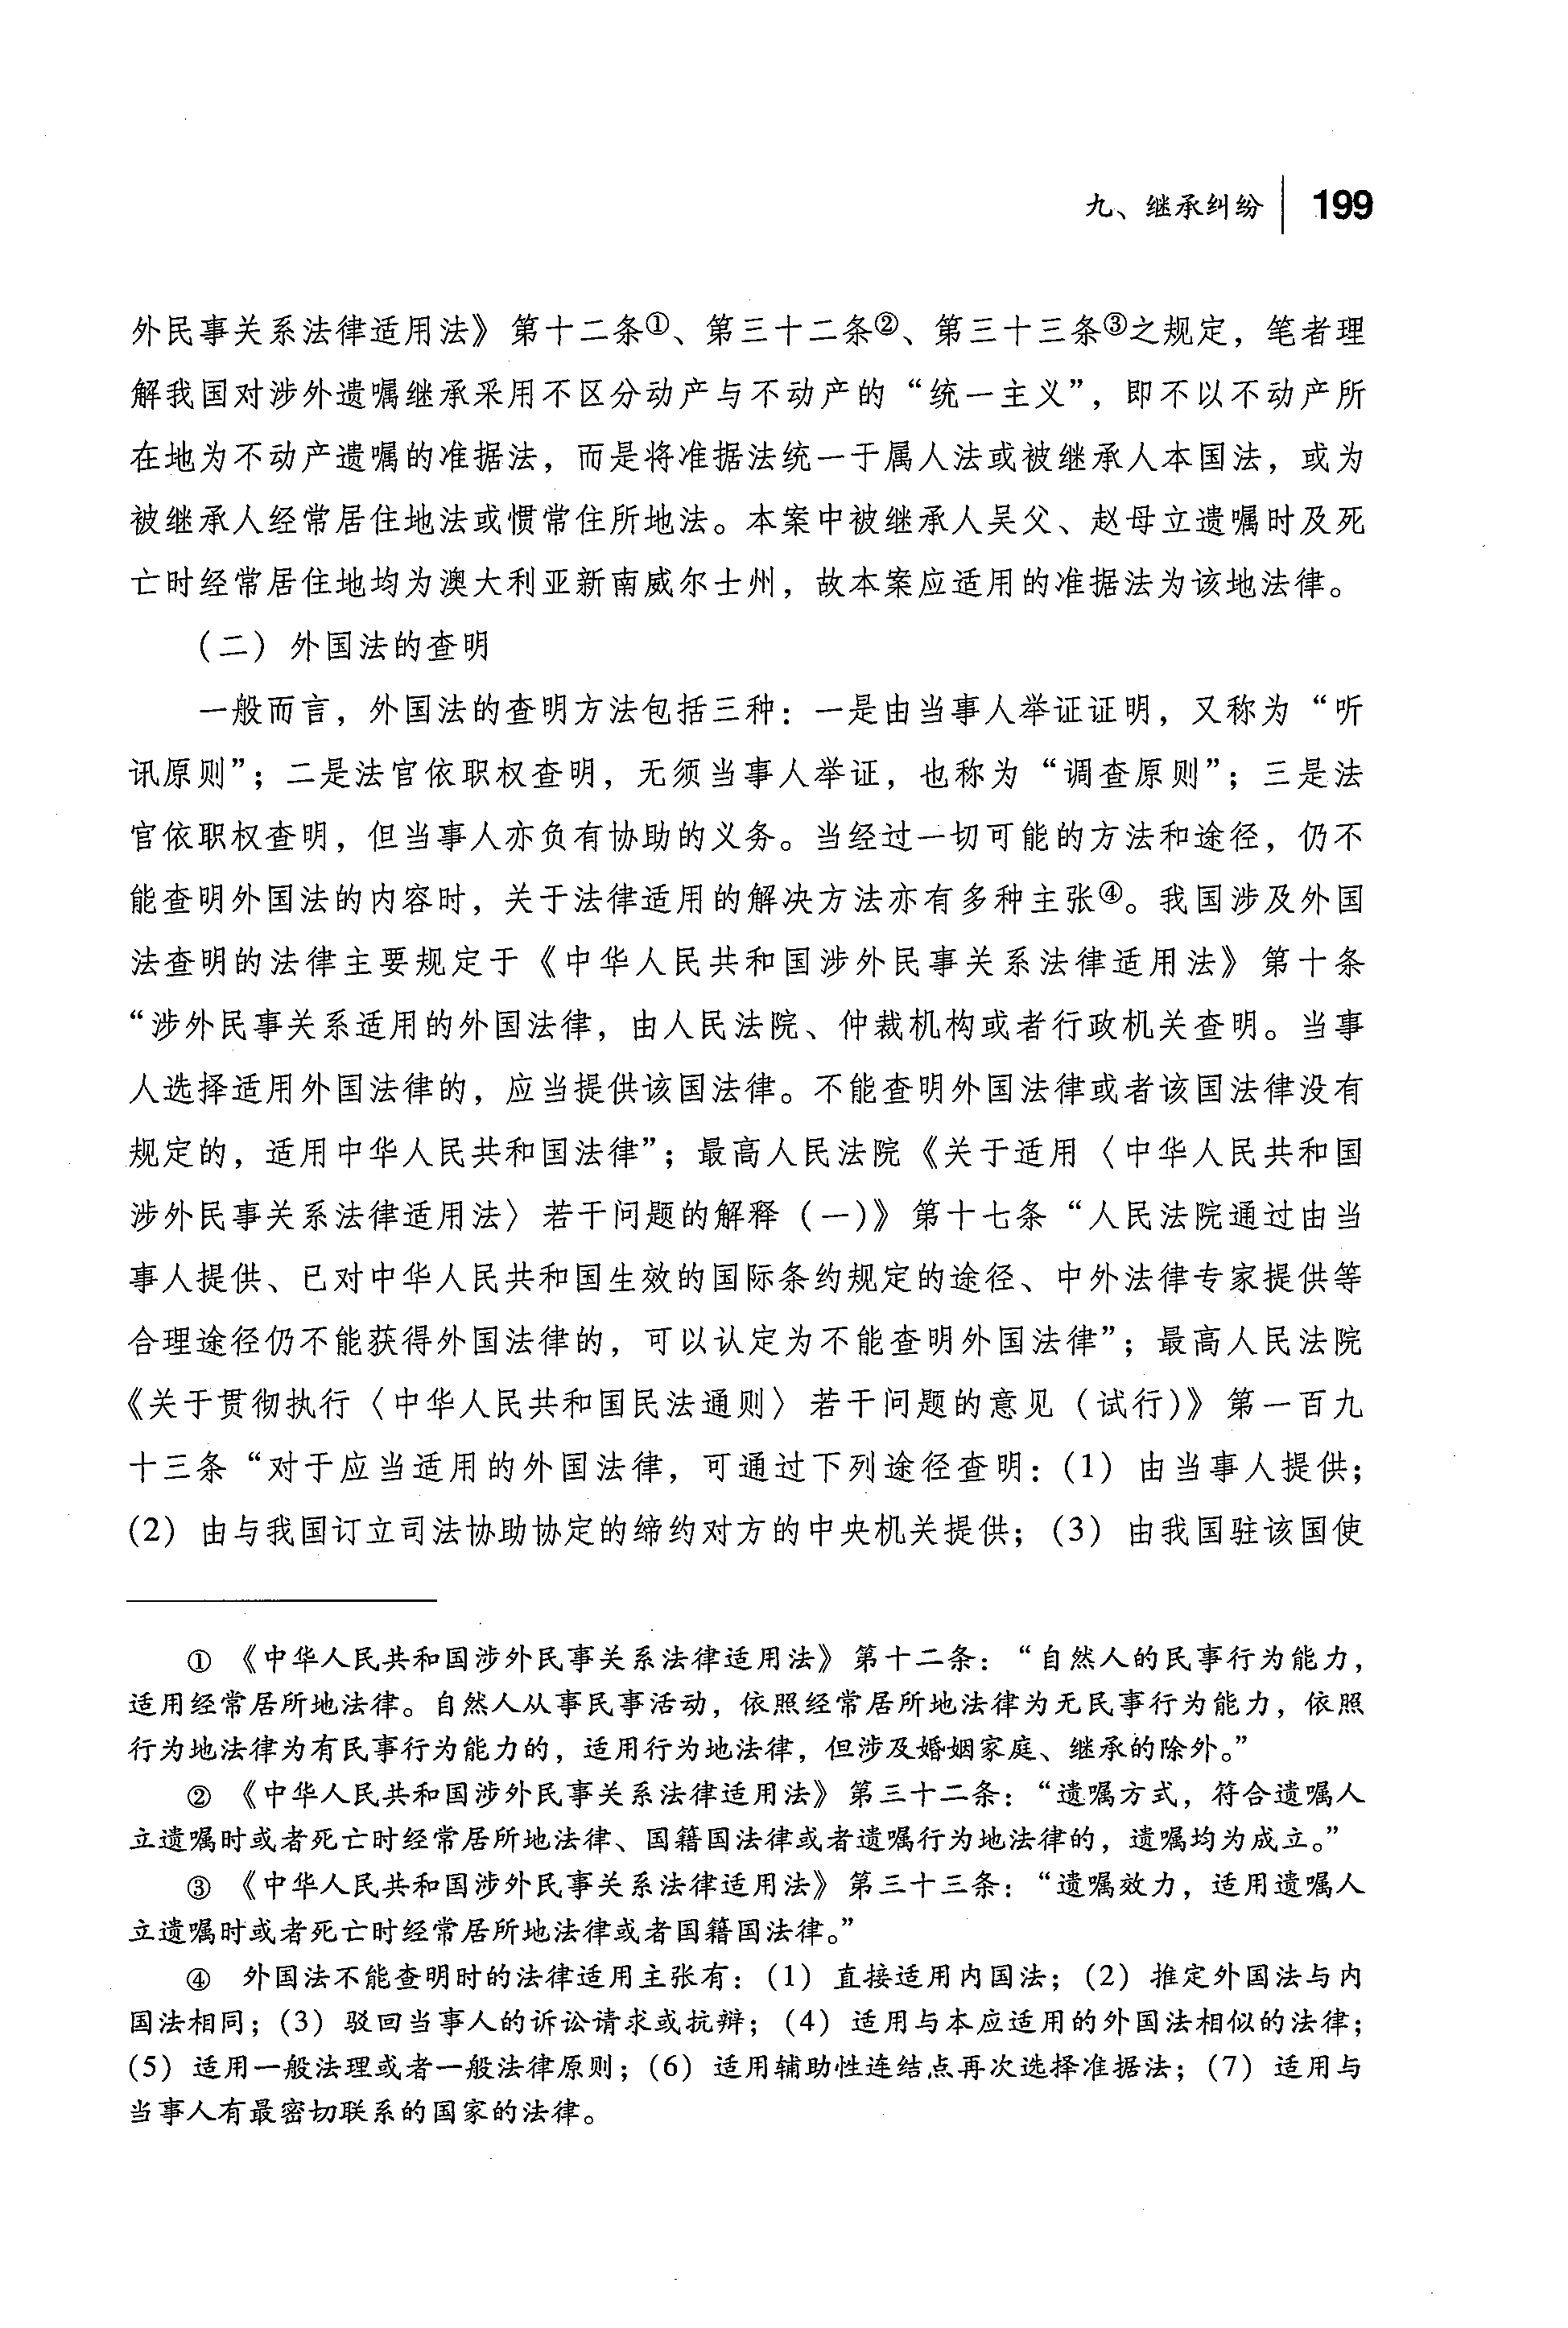 九、继承纠纷 199
外民事关系法律适用法》第十二条①、第三十二条②、第三十三条③之规定，笔者理
解我国对涉外遗嘱继承采用不区分动产与不动产的“统一主义”，即不以不动产所
在地为不动产遗嘱的准据法，而是将准据法统一于属人法或被继承人本国法，或为
被继承人经常居住地法或惯常住所地法。本案中被继承人吴父、赵母立遗嘱时及死
亡时经常居住地均为澳大利亚新南威尔士州，故本案应适用的准据法为该地法律。
（二）外国法的查明
一般而言，外国法的查明方法包括三种：一是由当事人举证证明，又称为“听
讯原则”；二是法官依职权查明，无须当事人举证，也称为“调查原则”；三是法
官依职权查明，但当事人亦负有协助的义务。当经过一切可能的方法和途径，仍不
能查明外国法的内容时，关于法律适用的解决方法亦有多种主张④。我国涉及外国
法查明的法律主要规定于《中华人民共和国涉外民事关系法律适用法》第十条
“涉外民事关系适用的外国法律，由人民法院、仲裁机构或者行政机关查明。当事
人选择适用外国法律的，应当提供该国法律。不能查明外国法律或者该国法律没有
规定的，适用中华人民共和国法律”；最高人民法院《关于适用〈中华人民共和国
涉外民事关系法律适用法〉若干问题的解释（一）》第十七条“人民法院通过由当
事人提供、已对中华人民共和国生效的国际条约规定的途径、中外法律专家提供等
合理途径仍不能获得外国法律的，可以认定为不能查明外国法律”；最高人民法院
《关于贯彻执行〈中华人民共和国民法通则〉若干问题的意见（试行）》第一百九
十三条“对于应当适用的外国法律，可通过下列途径查明：（1）由当事人提供；
（2）由与我国订立司法协助协定的缔约对方的中央机关提供；（3）由我国驻该国使
① 《中华人民共和国涉外民事关系法律适用法》第十二条：“自然人的民事行为能力，
适用经常居所地法律。自然人从事民事活动，依照经常居所地法律为无民事行为能力，依照
行为地法律为有民事行为能力的，适用行为地法律，但涉及婚姻家庭、继承的除外。”
② 《中华人民共和国涉外民事关系法律适用法》第三十二条：“遗嘱方式，符合遗嘱人
立遗嘱时或者死亡时经常居所地法律、国籍国法律或者遗嘱行为地法律的，遗嘱均为成立。”
③ 《中华人民共和国涉外民事关系法律适用法》第三十三条：“遗嘱效力，适用遗嘱人
立遗嘱时或者死亡时经常居所地法律或者国籍国法律。”
④ 外国法不能查明时的法律适用主张有：（1）直接适用内国法；（2）推定外国法与内
国法相同；（3）驳回当事人的诉讼请求或抗辩；（4）适用与本应适用的外国法相似的法律；
（5）适用一般法理或者一般法律原则；（6）适用辅助性连结点再次选择准据法；（7）适用与
当事人有最密切联系的国家的法律。